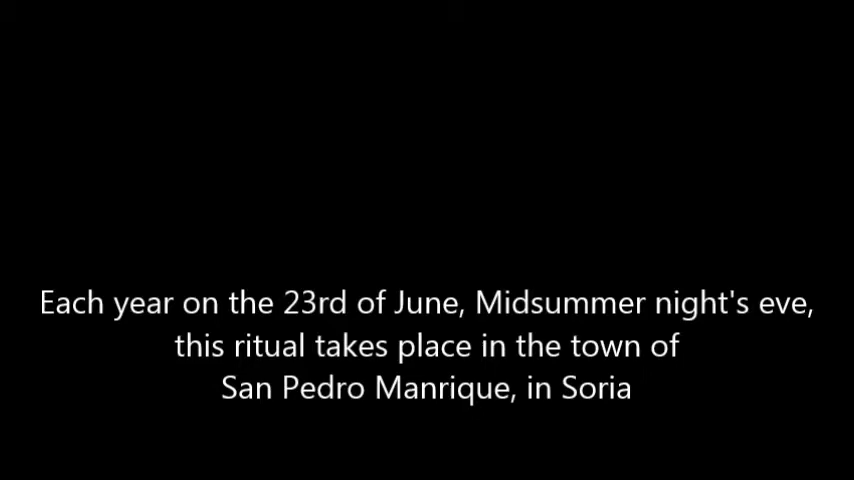 Each year on the 23rd of June, Midsummer night's eve,
this ritual takes place in the town of
San Pedro Manrique, in Soria